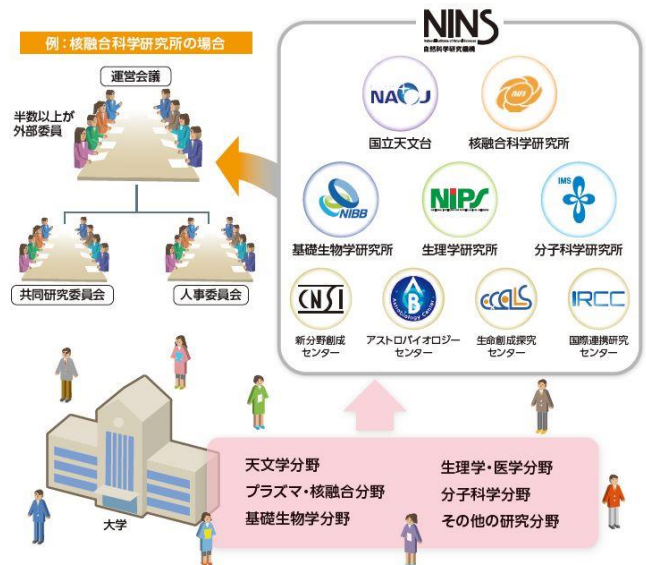 例：核融合科学研究所の場合
運営会議
半数以上が
外部委員
共同研究委員会
人事委員会
NINS
自然科学研究機構
NAOJ
国立天文台
核融合科学研究所
NIBB
基礎生物学研究所
NIPS
生理学研究所
IMS
分子科学研究所
CNSI
新分野創成
センター
Astrobiology Center
アストロバイオロジー
センター
生命創成探究
センター
IRCC
国際連携研究
センター
大学
天文学分野
プラズマ・核融合分野
基礎生物学分野
生理学・医学分野
分子科学分野
その他の研究分野